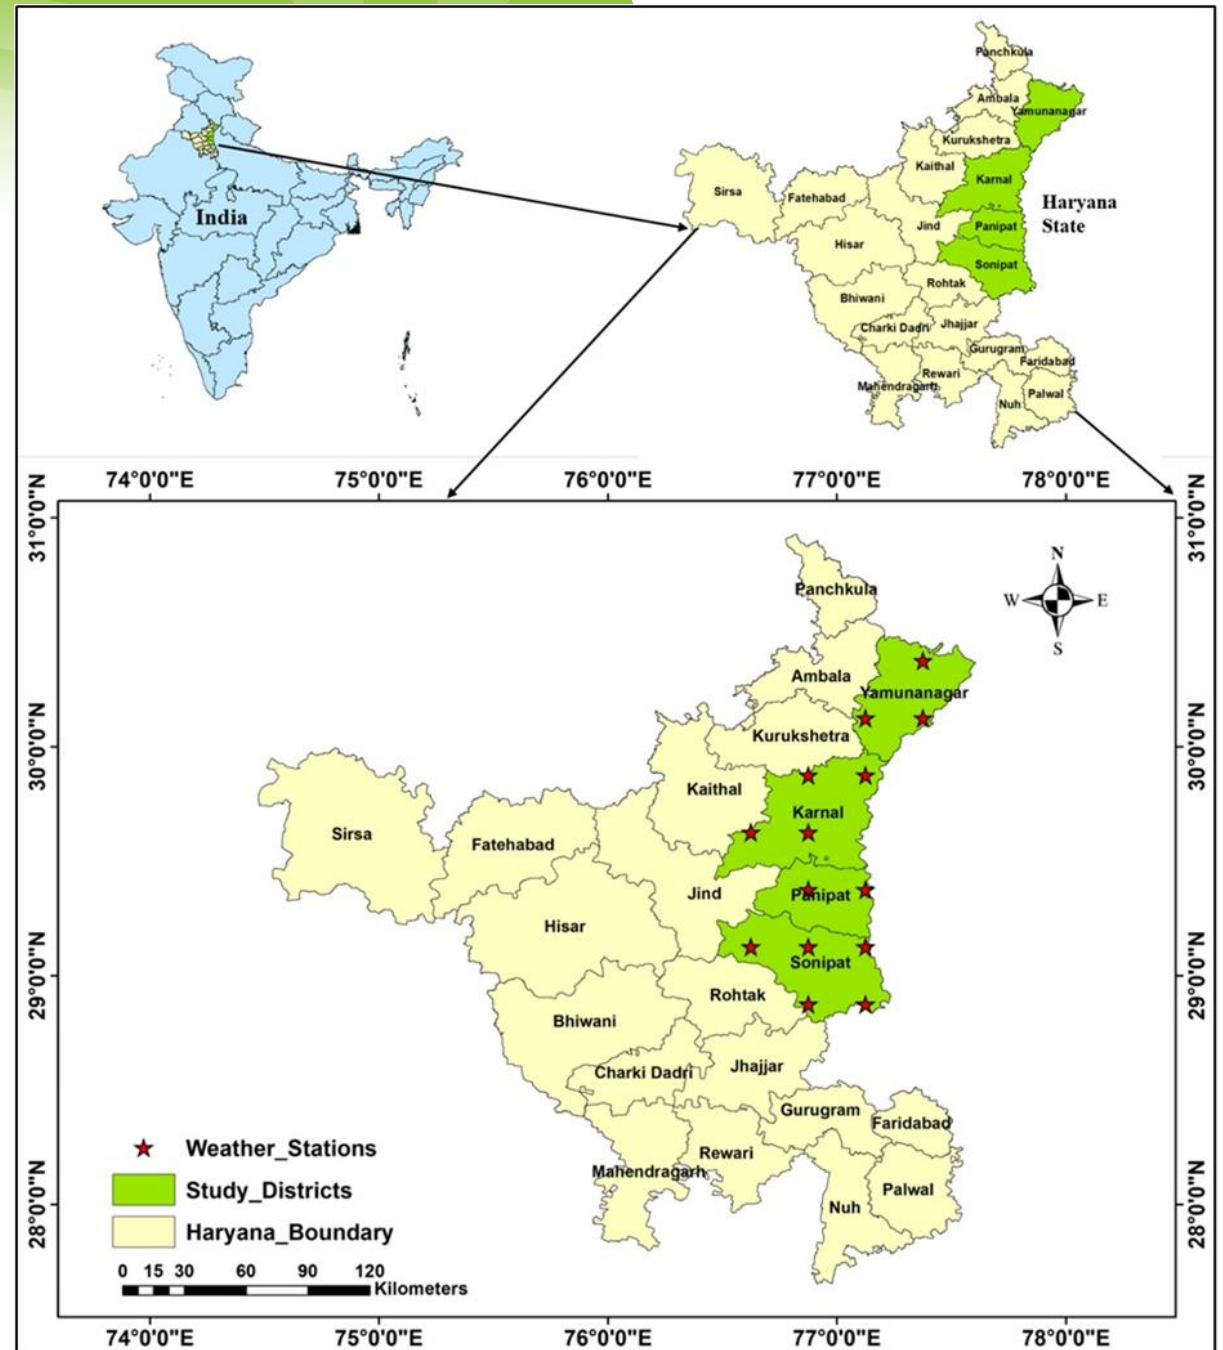 India
Panchkula
Ambala
Yamunanagar
Kurukshetra
Kaithal
Karnal
Sirsa
Fatehabad
Haryana
State
Jind
Panipat
Hisar
Sonipat
Rohtak
Bhiwani
Charki Dadri
Jhajjar
Gurugram
Faridabad
Rewari
Mahendragarh
Palwal
Nuh
74°0'0"E 75°0'0"E 76°0'0"E 77°0'0"E 78°0'0"E
31°0'0"N
31°0'0"N
N
W E
S
Panchkula
Ambala
Yamunanagar
Kurukshetra
30°0'0"N
30°0'0"N
Kaithal
Karnal
Sirsa
Fatehabad
Jind
Panipat
Hisar
Sonipat
29°0'0"N
29°0'0"N
Rohtak
Bhiwani
Jhajjar
Charki Dadri
Gurugram
Faridabad
Rewari
Mahendragarh
Palwal
Nuh
28°0'0"N
28°0'0"N
Weather_Stations
Study_Districts
Haryana_Boundary
0 15 30 60 90 120
Kilometers
74°0'0"E 75°0'0"E 76°0'0"E 77°0'0"E 78°0'0"E